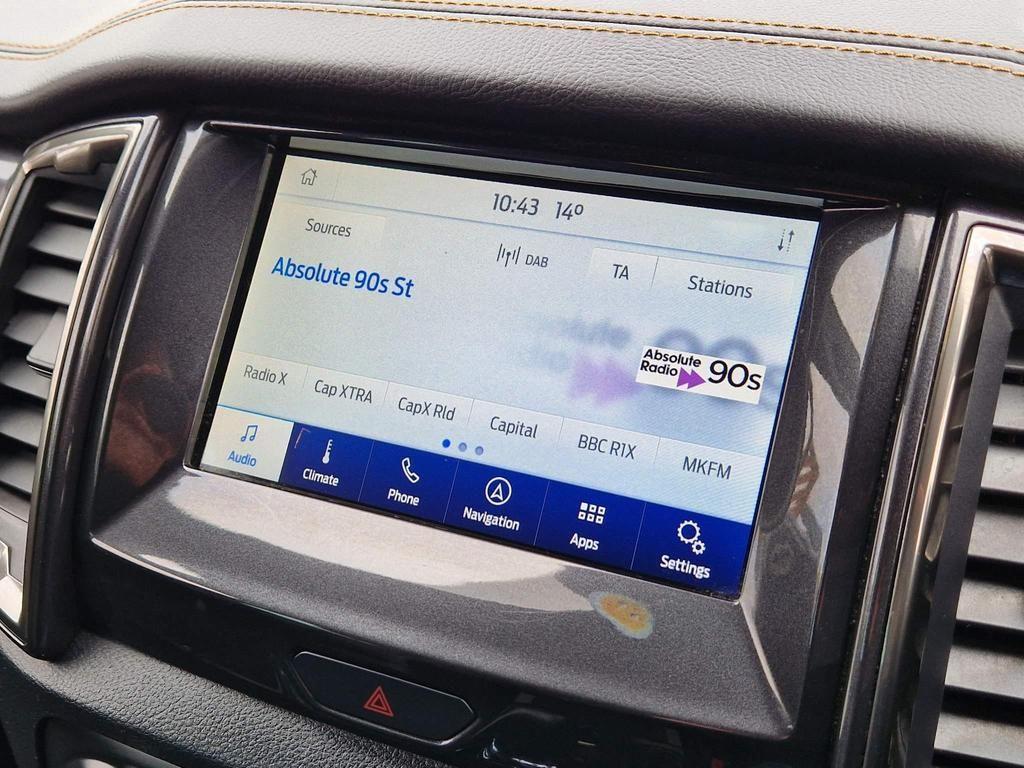 10:43 14°
Sources
DAB
TA
Stations
Absolute 90s St
Absolute
Radio
90s
Radio X
Cap XTRA
CapX Rld
Capital
BBC R1X
MKFM
Audio
Climate
Phone
Navigation
Apps
Settings